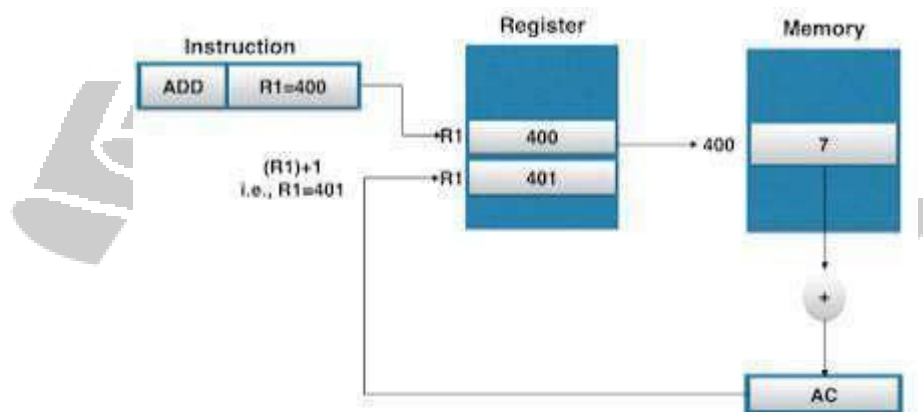 Instruction
Register
Memory
ADD R1=400
R1 400
400 7
(R1)+1
i.e., R1=401
R1 401
+
AC